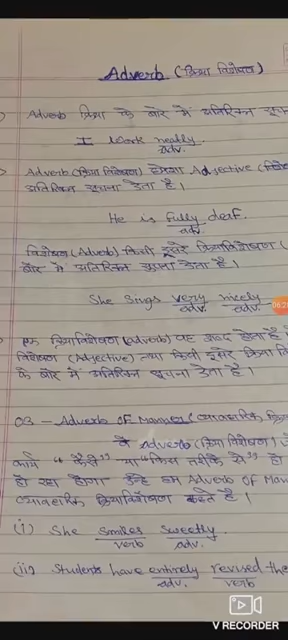 Adverb (क्रिया विशेषण)
Adverb क्रिया के बारे में अतिरिक्त सूचना
I work neatly
adv.
Adverb (क्रिया विशेषण) हमेशा Adjective
अतिरिक्त सूचना देता है।
He is fully deaf.
adv.
विशेषण (Adverb) किसी दूसरे क्रियाविशेषण (
बारे में अतिरिक्त सूचना देता है।
She sings very nicely
adv. adv.
क्रियाविशेषण (adverb) वह शब्द होता है
विशेषण (Adjective) तथा किसी दूसरे क्रिया
के बारे में अतिरिक्त सूचना देता है।
03 - Adverb OF Manner
वे adverb (क्रिया विशेषण)
कार्य "कैसे" या "किस तरीके से" हो
हो रहा होगा उन्हें हम Adverb OF Man
क्रियाविशेषण कहते है।
(i) She smiles sweetly
verb adv.
(ii) Students have entirely revised the
adv. verb
V RECORDER